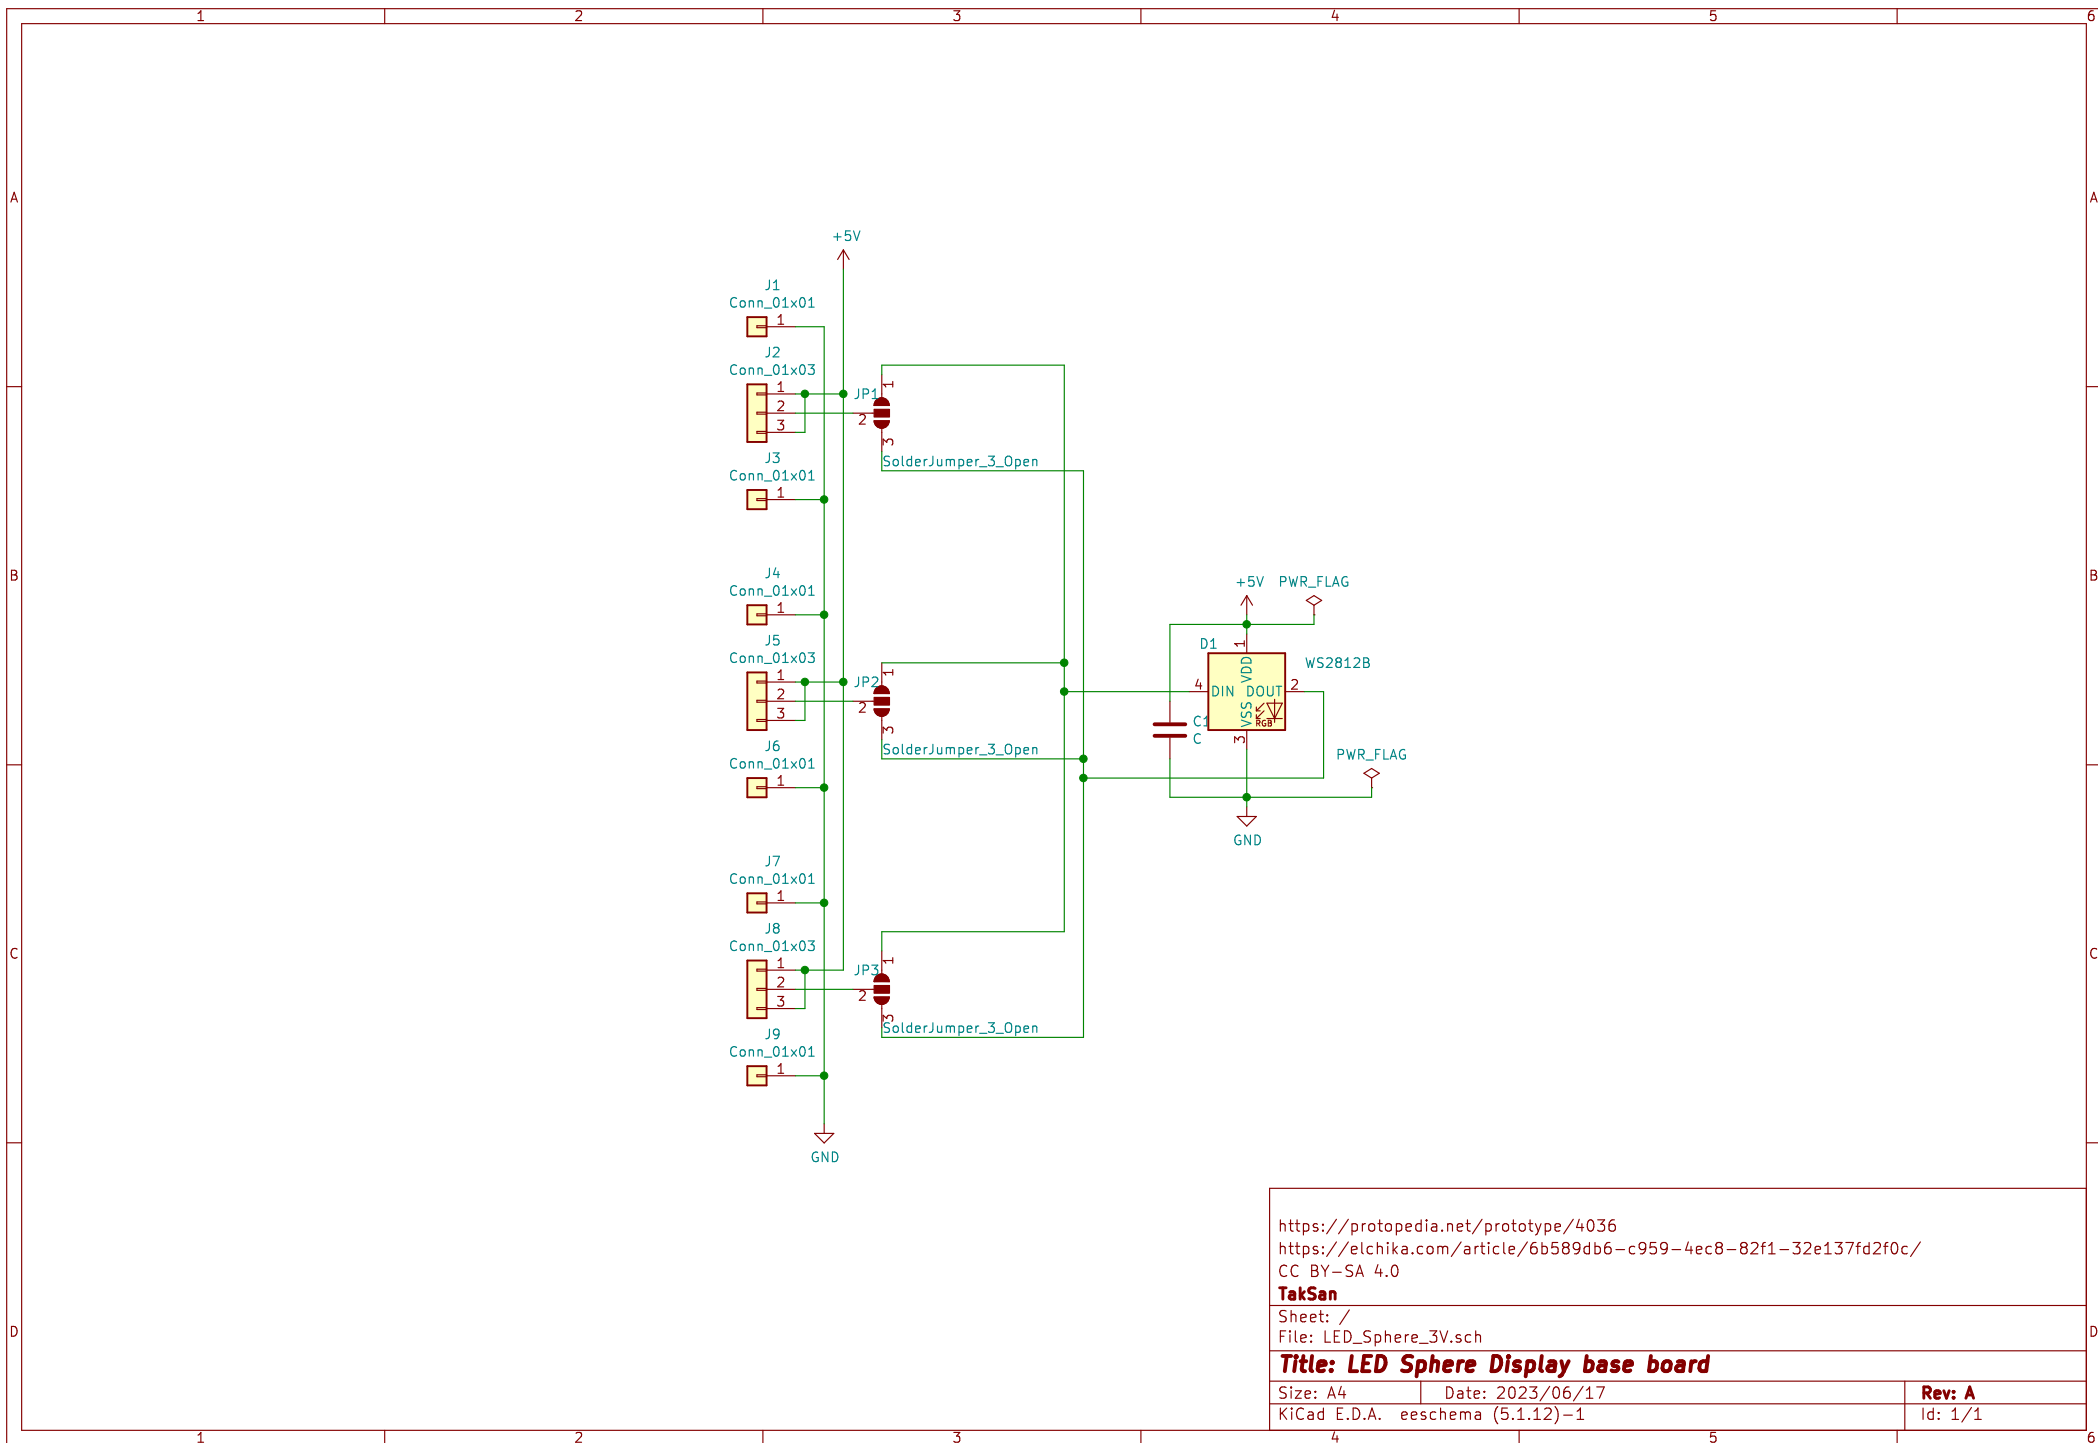 1 2 3 4 5 6
A
A
+5V
J1
Conn_01x01
1
J2
Conn_01x03
1
2
3
JP1
1
2
3
SolderJumper_3_Open
J3
Conn_01x01
1
B
B
J4
Conn_01x01
1
J5
Conn_01x03
1
2
3
JP2
1
2
3
SolderJumper_3_Open
J6
Conn_01x01
1
+5V
PWR_FLAG
D1
WS2812B
1
VDD
4
DIN
DOUT
2
VSS
RGB
3
C1
C
PWR_FLAG
GND
J7
Conn_01x01
1
C
C
J8
Conn_01x03
1
2
3
JP3
1
2
3
SolderJumper_3_Open
J9
Conn_01x01
1
GND
D
D
https://protopedia.net/prototype/4036
https://elchika.com/article/6b589db6-c959-4ec8-82f1-32e137fd2f0c/
CC BY-SA 4.0
TakSan
Sheet: /
File: LED_Sphere_3V.sch
Title: LED Sphere Display base board
Size: A4 Date: 2023/06/17 Rev: A
KiCad E.D.A. eeschema (5.1.12)-1 Id: 1/1
1 2 3 4 5 6